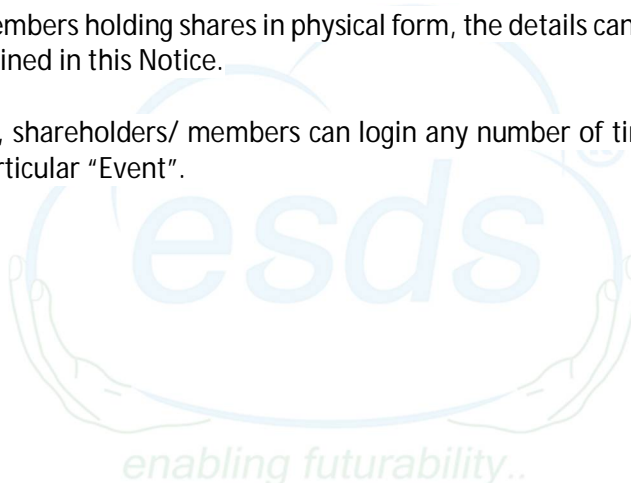 embers holding shares in physical form, the details can
ined in this Notice.
, shareholders/ members can login any number of
rticular “Event”.
esds
enabling futurability..